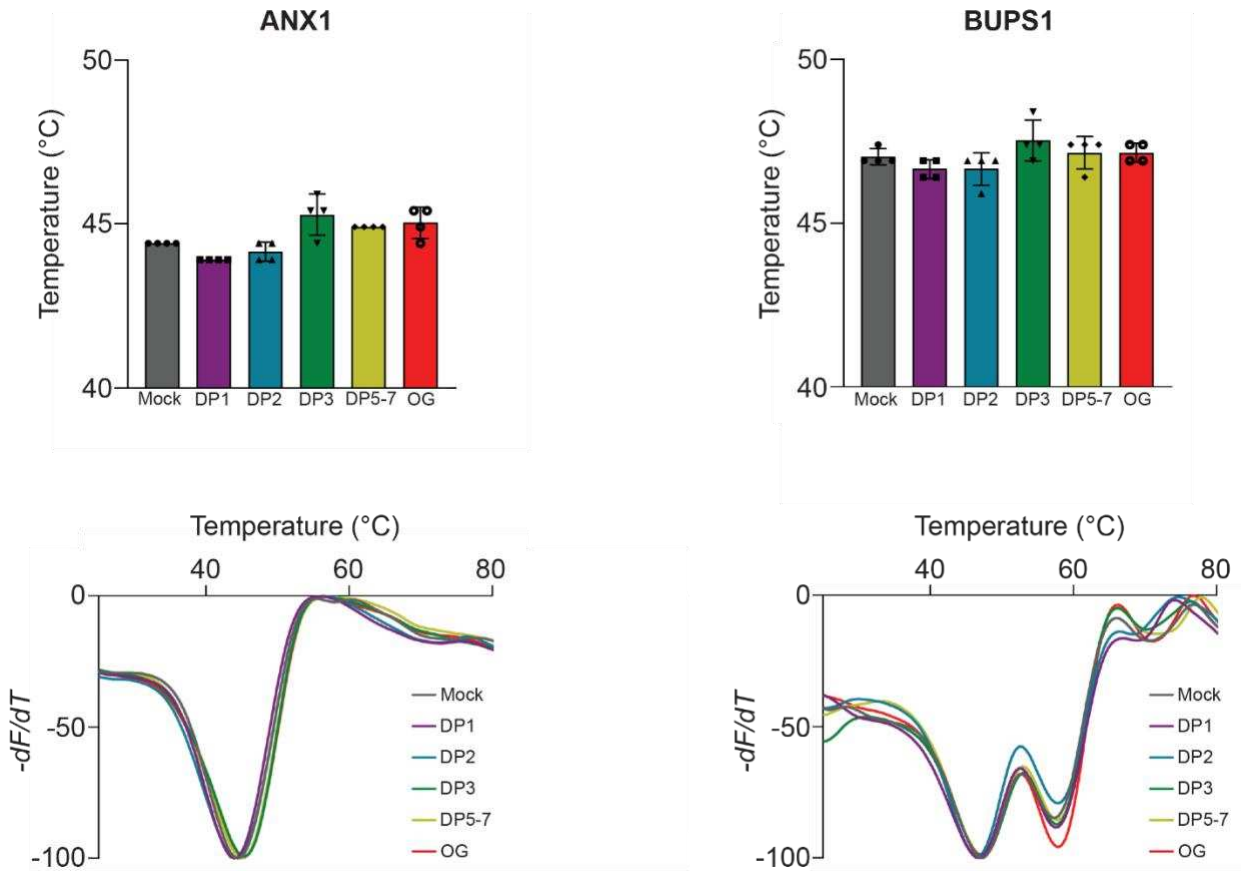 ANX1
50
45
40
Temperature (°C)
Mock DP1 DP2 DP3 DP5-7 OG
BUPS1
50
45
40
Temperature (°C)
Mock DP1 DP2 DP3 DP5-7 OG
Temperature (°C)
40 60 80
0
-50
-100
-dF/dT
Mock
DP1
DP2
DP3
DP5-7
OG
Temperature (°C)
40 60 80
0
-50
-100
-dF/dT
Mock
DP1
DP2
DP3
DP5-7
OG